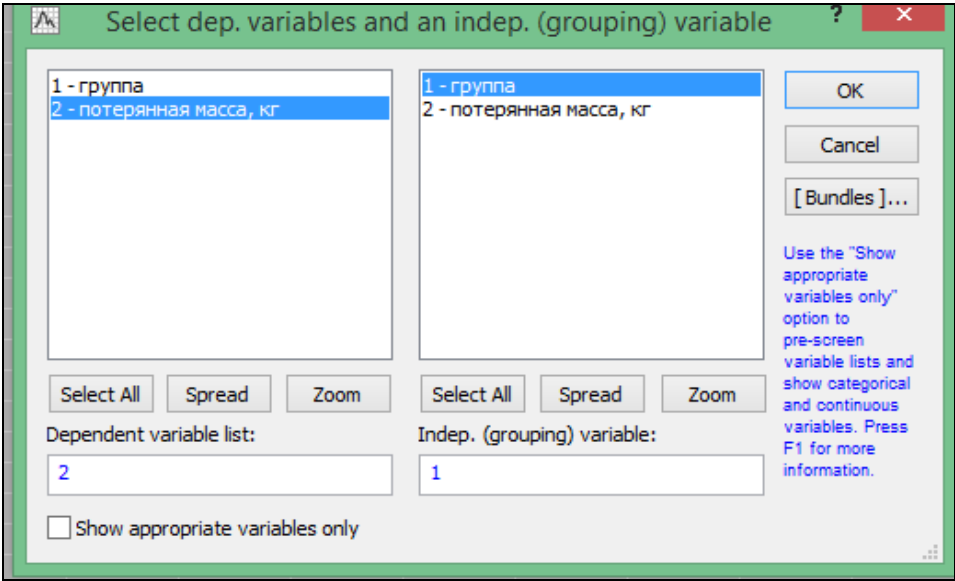 Select dep. variables and an indep. (grouping) variable
?
1 - группа
2 - потерянная масса, кг
1 - группа
2 - потерянная масса, кг
OK
Cancel
[ Bundles ]...
Use the "Show
appropriate
variables only"
option to
pre-screen
variable lists and
show categorical
and continuous
variables. Press
F1 for more
information.
Select All
Spread
Zoom
Select All
Spread
Zoom
Dependent variable list:
Indep. (grouping) variable:
2
1
Show appropriate variables only